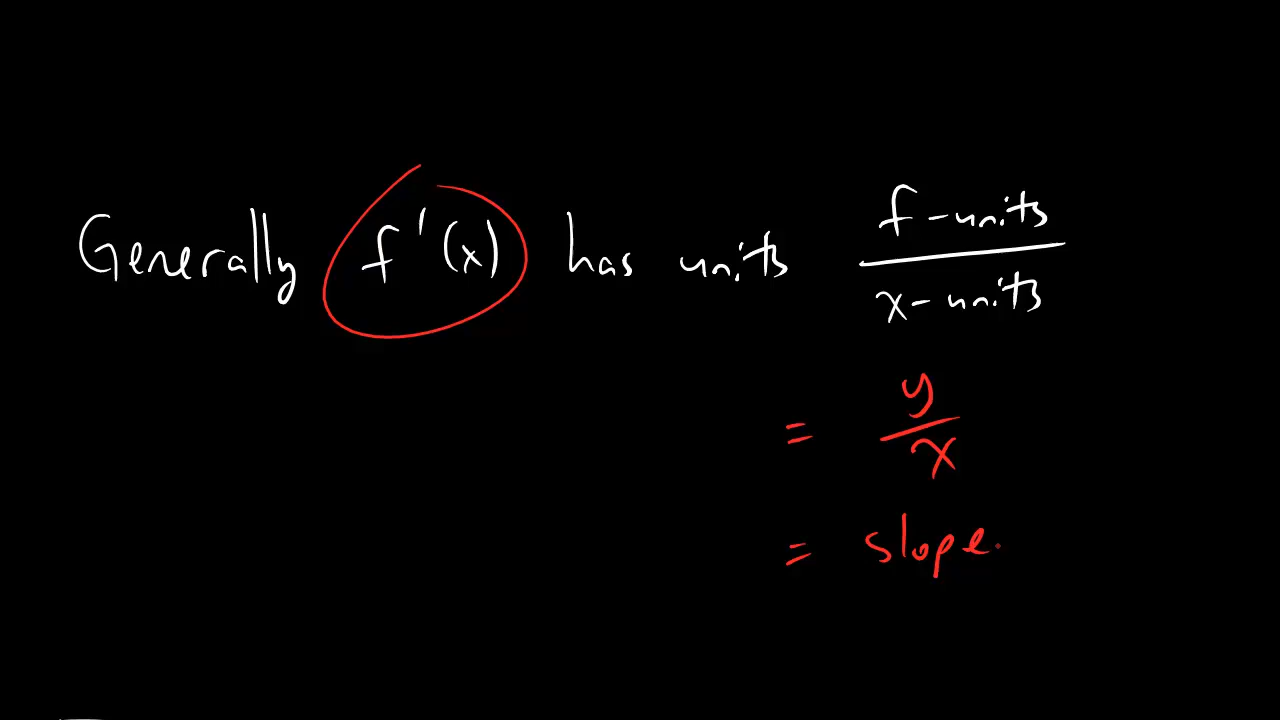 Generally f'(x) has units f-units / x-units
= y / x
= slope.